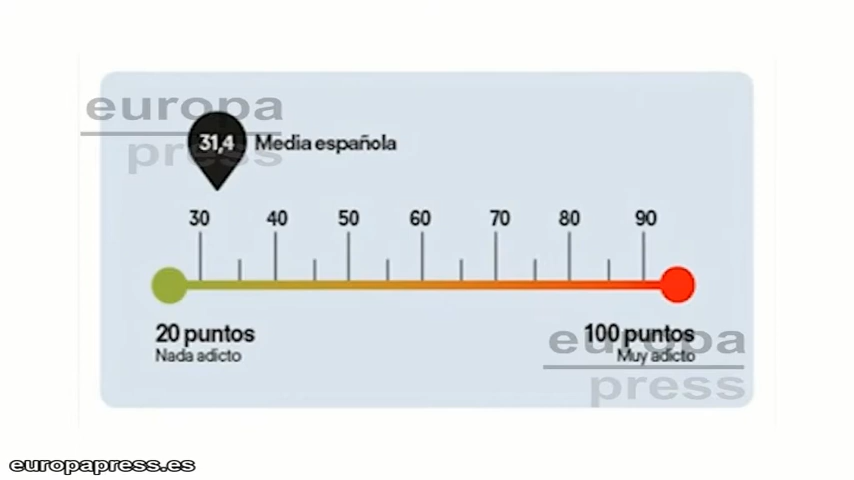 europa
press
31,4 Media española
30 40 50 60 70 80 90
20 puntos
Nada adicto
100 puntos
Muy adicto
europa
press
europapress.es